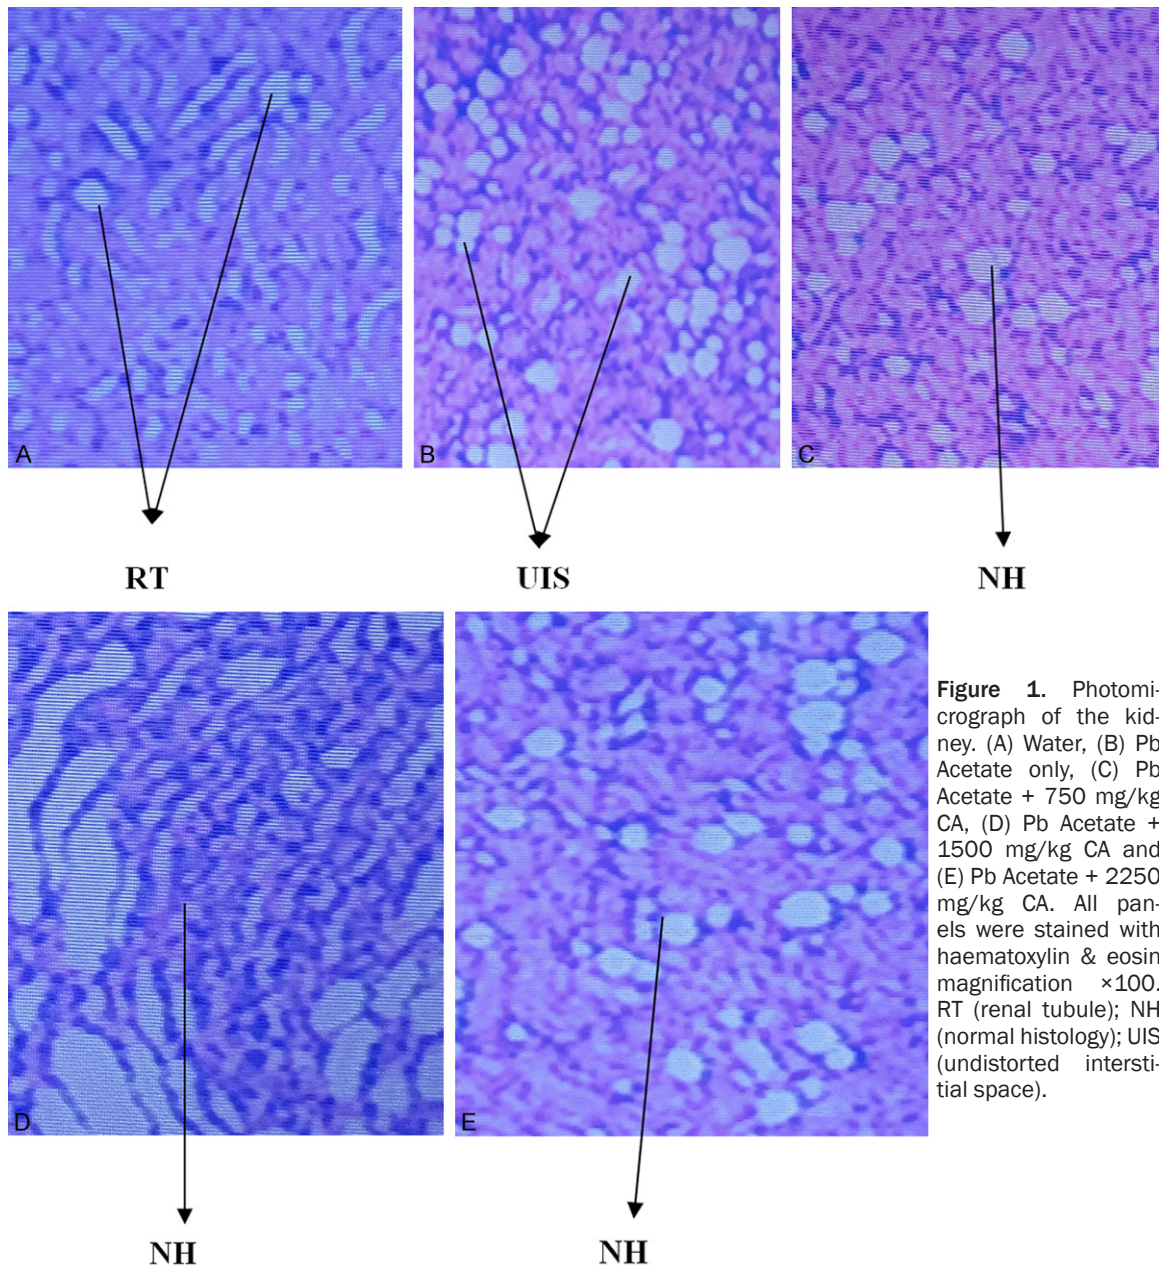 A
B
C
RT
UIS
NH
D
E
NH
NH
Figure 1. Photomi-
crograph of the kid-
ney. (A) Water, (B) Pb
Acetate only, (C) Pb
Acetate + 750 mg/kg
CA, (D) Pb Acetate +
1500 mg/kg CA and
(E) Pb Acetate + 2250
mg/kg CA. All pan-
els were stained with
haematoxylin & eosin
magnification ×100.
RT (renal tubule); NH
(normal histology); UIS
(undistorted intersti-
tial space).